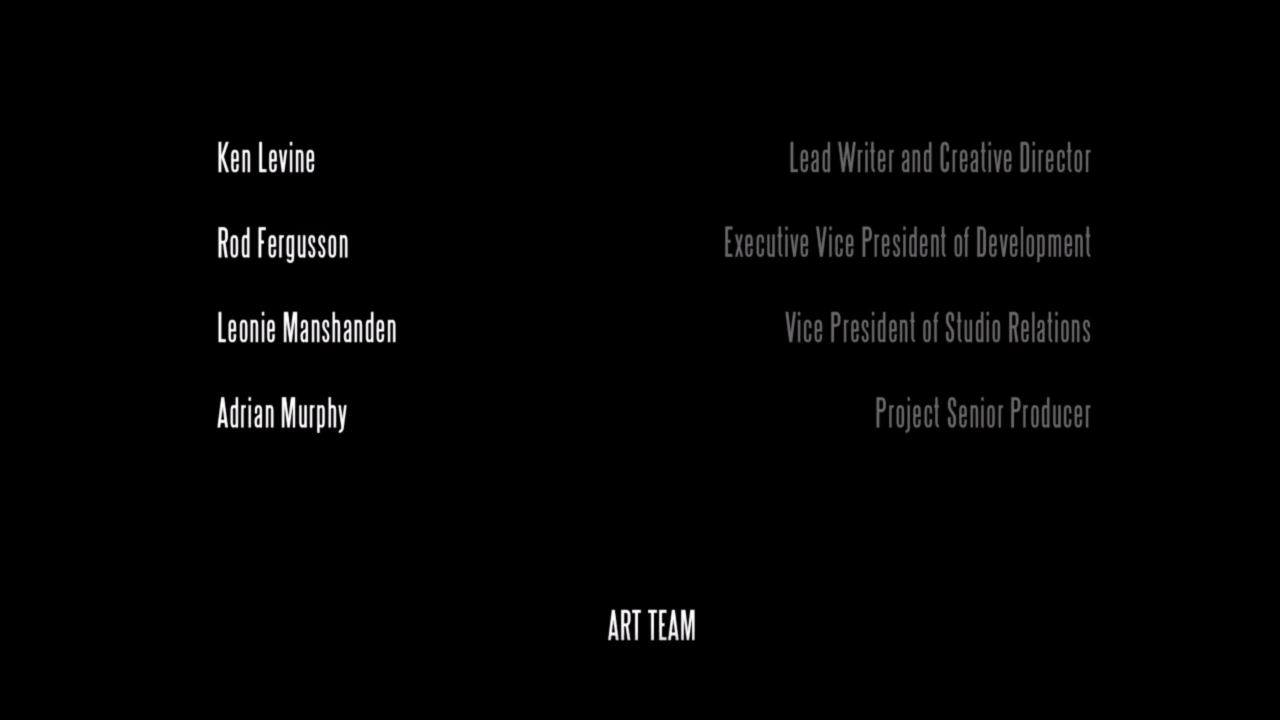 Ken Levine Lead Writer and Creative Director
Rod Fergusson Executive Vice President of Development
Leonie Manshanden Vice President of Studio Relations
Adrian Murphy Project Senior Producer
ART TEAM